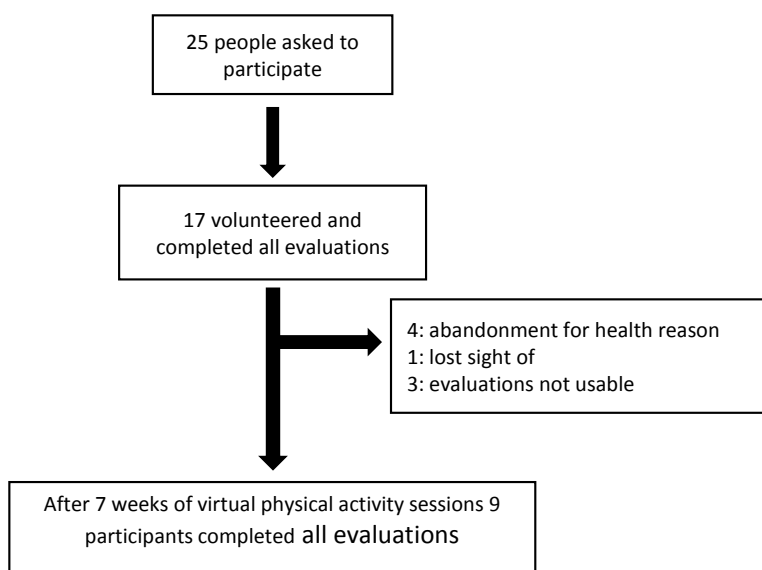 25 people asked to
participate
17 volunteered and
completed all evaluations
4: abandonment for health reason
1: lost sight of
3: evaluations not usable
After 7 weeks of virtual physical activity sessions 9
participants completed all evaluations